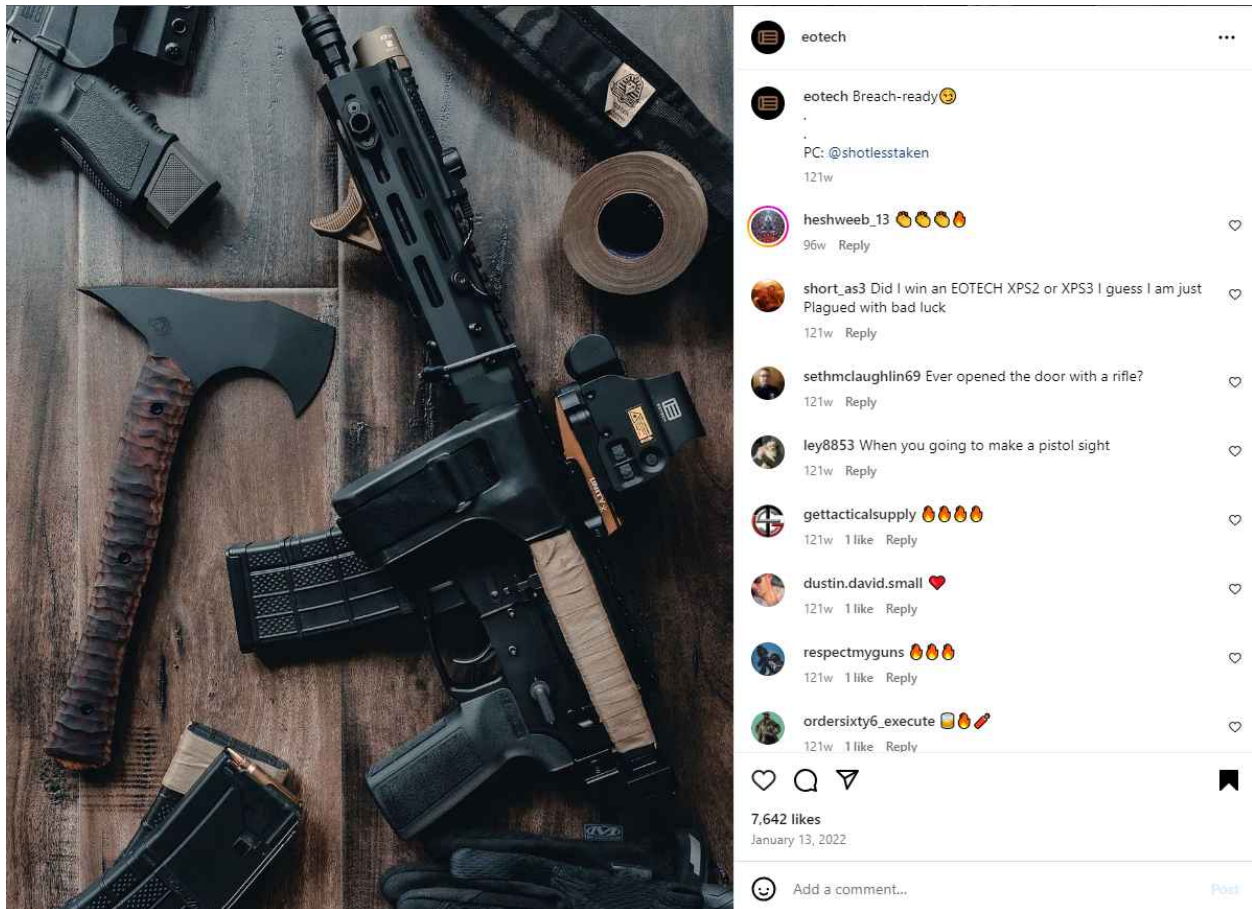 eotech
eotech Breach-ready😏
.
.
PC: @shotlesstaken
121w
heshweeb_13 👏👏👏🔥
96w Reply
short_as3 Did I win an EOTECH XPS2 or XPS3 I guess I am just
Plagued with bad luck
121w Reply
sethmclaughlin69 Ever opened the door with a rifle?
121w Reply
ley8853 When you going to make a pistol sight
121w Reply
gettacticalsupply 🔥🔥🔥🔥
121w 1 like Reply
dustin.david.small ❤️
121w 1 like Reply
respectmyguns 🔥🔥🔥
121w 1 like Reply
ordersixty6_execute 🥃🔥🧨
121w 1 like Reply
7,642 likes
January 13, 2022
Add a comment...
Post
UNITY